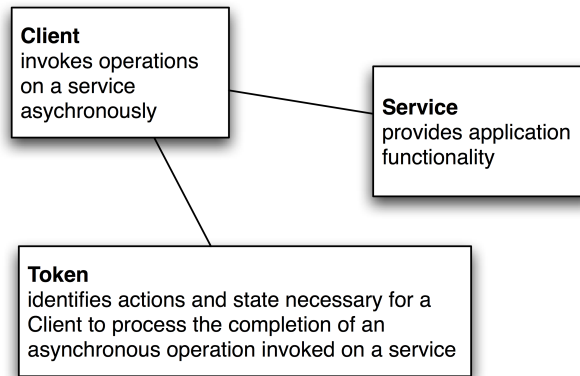 Client
invokes operations
on a service
asychronously
Service
provides application
functionality
Token
identifies actions and state necessary for a
Client to process the completion of an
asynchronous operation invoked on a service